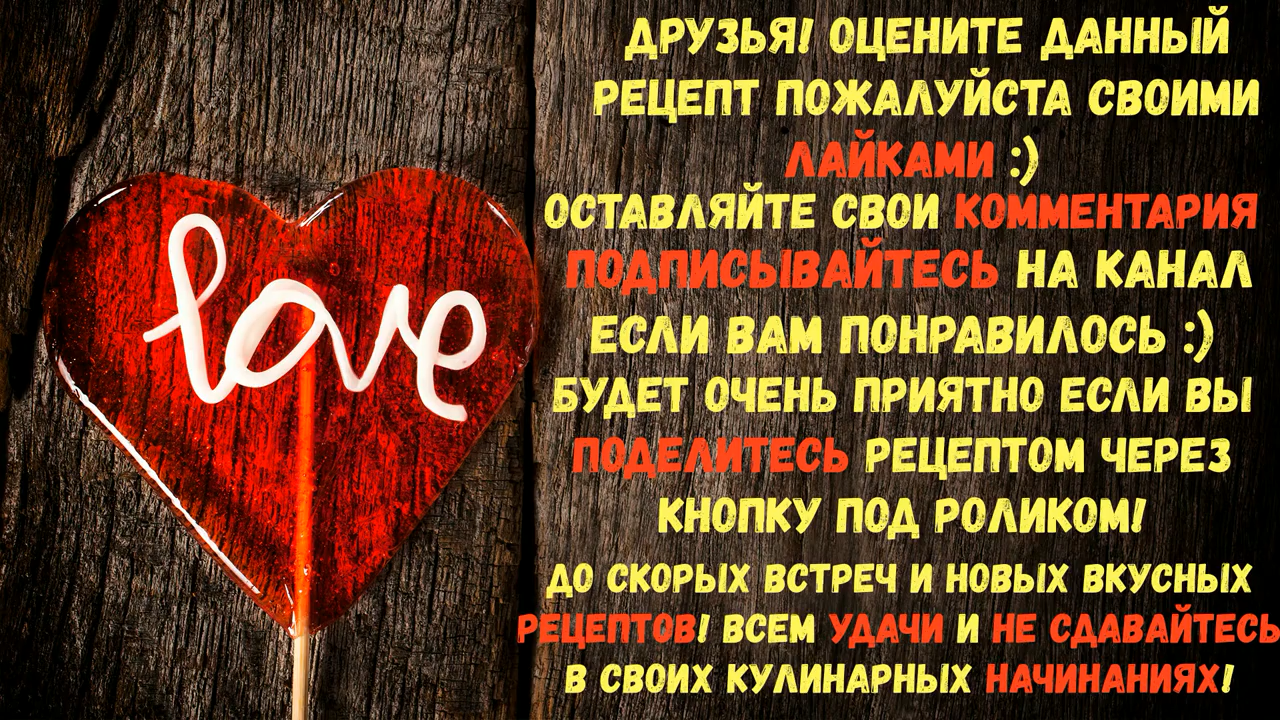 love
ДРУЗЬЯ! ОЦЕНИТЕ ДАННЫЙ
РЕЦЕПТ ПОЖАЛУЙСТА СВОИМИ
ЛАЙКАМИ :)
ОСТАВЛЯЙТЕ СВОИ КОММЕНТАРИЯ
ПОДПИСЫВАЙТЕСЬ НА КАНАЛ
ЕСЛИ ВАМ ПОНРАВИЛОСЬ :)
БУДЕТ ОЧЕНЬ ПРИЯТНО ЕСЛИ ВЫ
ПОДЕЛИТЕСЬ РЕЦЕПТОМ ЧЕРЕЗ
КНОПКУ ПОД РОЛИКОМ!
ДО СКОРЫХ ВСТРЕЧ И НОВЫХ ВКУСНЫХ
РЕЦЕПТОВ! ВСЕМ УДАЧИ И НЕ СДАВАЙТЕСЬ
В СВОИХ КУЛИНАРНЫХ НАЧИНАНИЯХ!